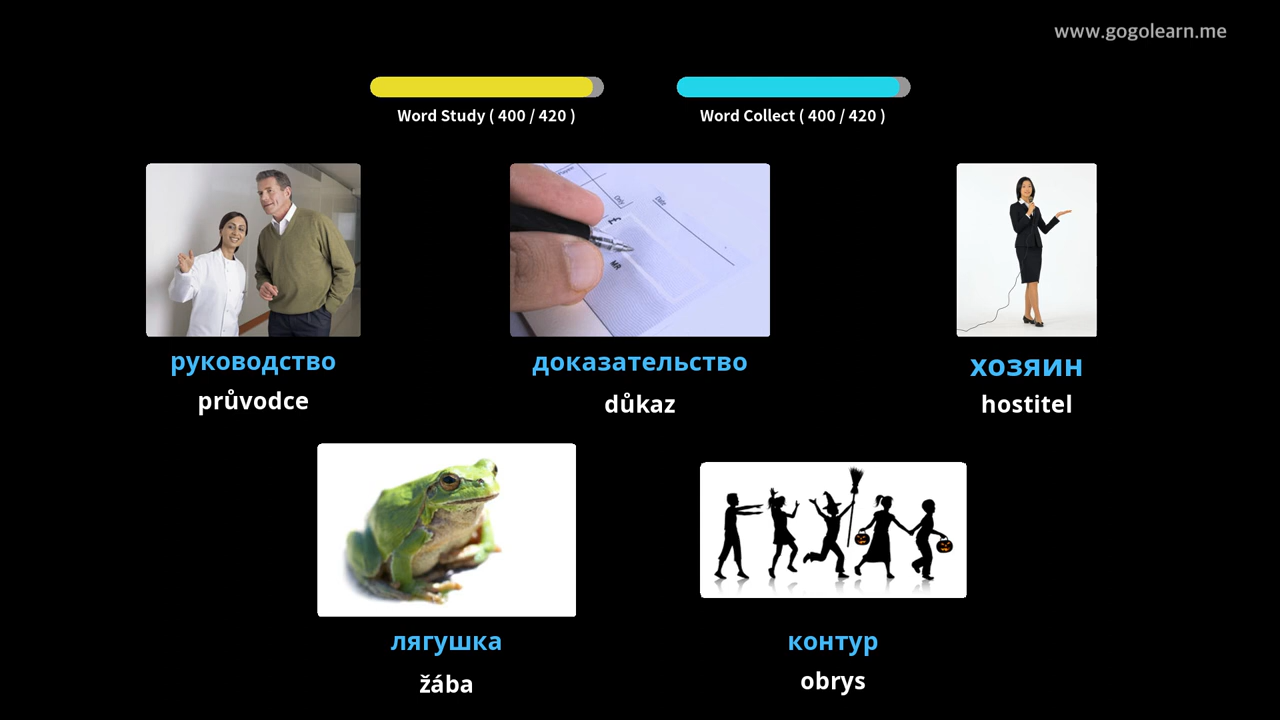 www.gogolearn.me
Word Study ( 400 / 420 )
Word Collect ( 400 / 420 )
руководство
průvodce
доказательство
důkaz
хозяин
hostitel
лягушка
žába
контур
obrys